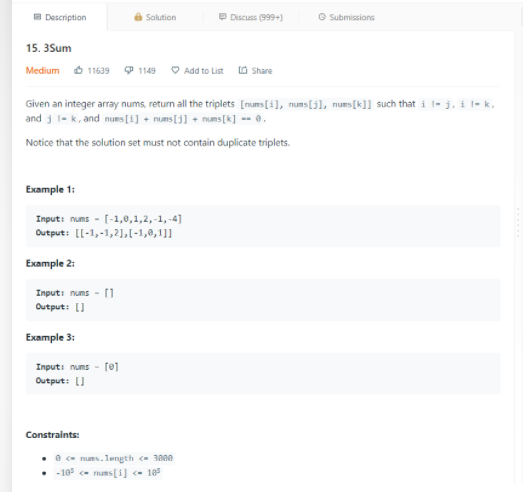 Description Solution Discuss (999+) Submissions
15. 3Sum
Medium 11639 1149 Add to List Share
Given an integer array nums, return all the triplets [nums[i], nums[j], nums[k]] such that i != j, i != k,
and j != k, and nums[i] + nums[j] + nums[k] == 0.
Notice that the solution set must not contain duplicate triplets.
Example 1:
Input: nums = [-1,0,1,2,-1,-4]
Output: [[-1,-1,2],[-1,0,1]]
Example 2:
Input: nums = []
Output: []
Example 3:
Input: nums = [0]
Output: []
Constraints:
• 0 <= nums.length <= 3000
• -10⁵ <= nums[i] <= 10⁵